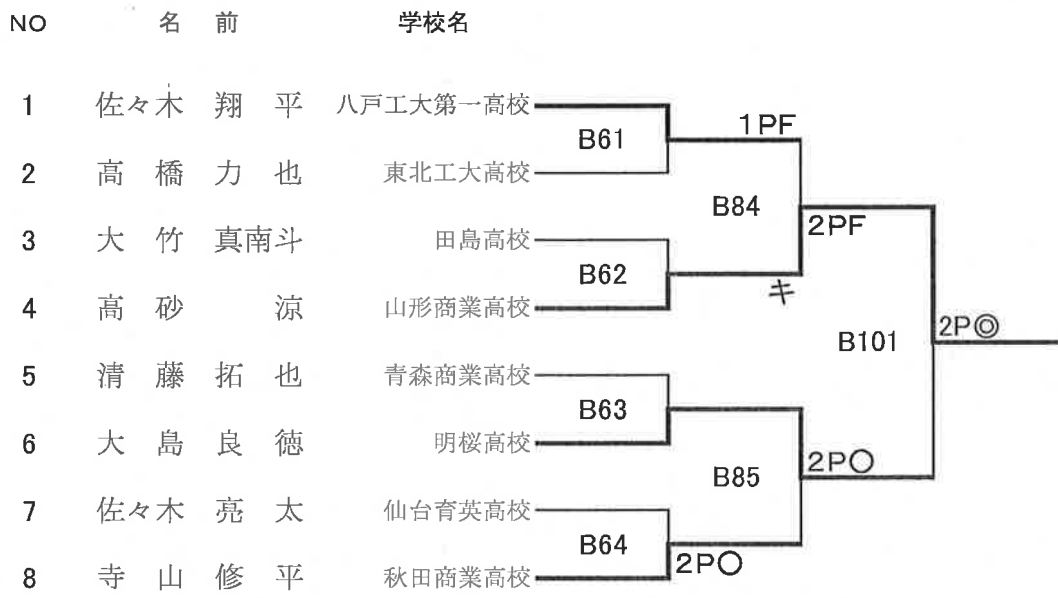 NO 名 前 学校名
1 佐々木 翔 平 八戸工大第一高校
B61
1PF
2 高 橋 力 也 東北工大高校
B84
2PF
3 大 竹 真南斗 田島高校
B62
キ
4 高 砂 涼 山形商業高校
B101
2P◎
5 清 藤 拓 也 青森商業高校
B63
6 大 島 良 徳 明桜高校
B85
2P○
7 佐々木 亮 太 仙台育英高校
B64
2P○
8 寺 山 修 平 秋田商業高校